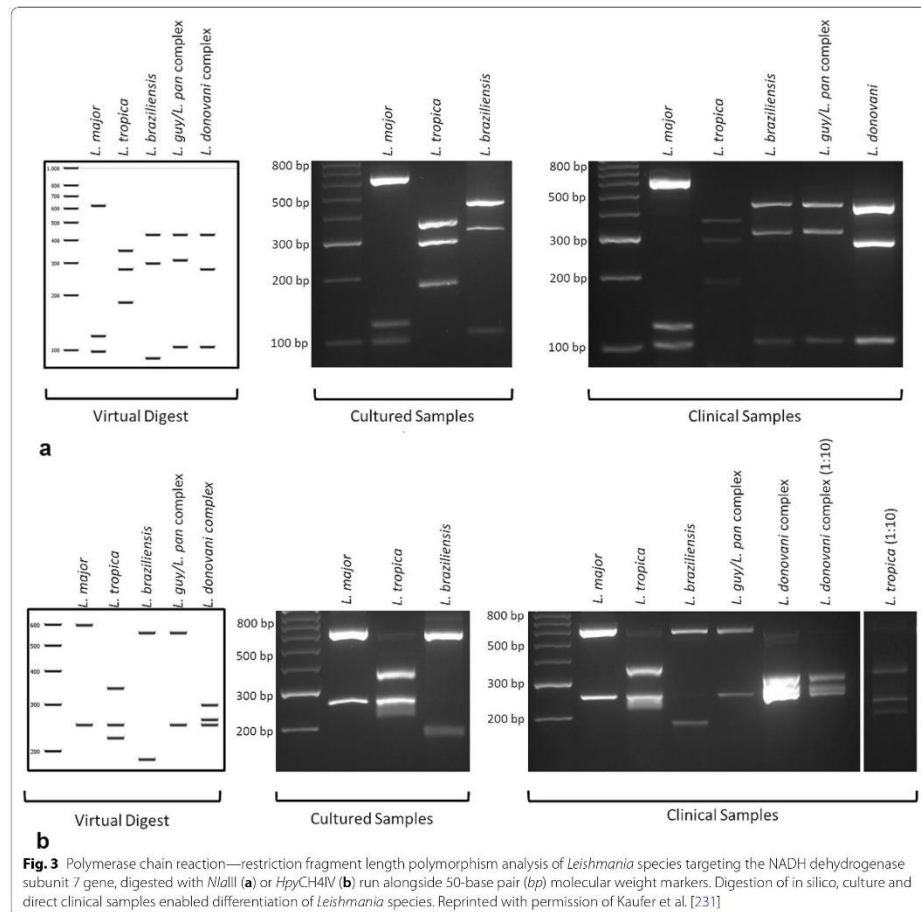 L. major
L. tropica
L. braziliensis
L. guy/L. pan complex
L. donovani complex
L. major
L. tropica
L. braziliensis
L. major
L. tropica
L. braziliensis
L. guy/L. pan complex
L. donovani
1,000
800
700
600
500
400
300
200
100
800 bp
500 bp
300 bp
200 bp
100 bp
800 bp
500 bp
300 bp
200 bp
100 bp
Virtual Digest
Cultured Samples
Clinical Samples
a
L. major
L. tropica
L. braziliensis
L. guy/L. pan complex
L. donovani complex
L. major
L. tropica
L. braziliensis
L. major
L. tropica
L. braziliensis
L. guy/L. pan complex
L. donovani complex
L. donovani complex (1:10)
L. tropica (1:10)
600
500
400
300
200
800 bp
500 bp
300 bp
200 bp
800 bp
500 bp
300 bp
200 bp
Virtual Digest
Cultured Samples
Clinical Samples
b
Fig. 3 Polymerase chain reaction—restriction fragment length polymorphism analysis of Leishmania species targeting the NADH dehydrogenase
subunit 7 gene, digested with NlaIII (a) or HpyCH4IV (b) run alongside 50-base pair (bp) molecular weight markers. Digestion of in silico, culture and
direct clinical samples enabled differentiation of Leishmania species. Reprinted with permission of Kaufer et al. [231]